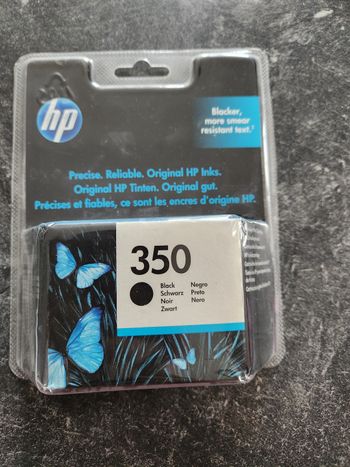 hp
Blacker,
more smear
resistant text.¹
Precise. Reliable. Original HP Inks.
Original HP Tinten. Original gut.
Précises et fiables, ce sont les encres d'origine HP.
350
Black Negro
Schwarz Preto
Noir Nero
Zwart